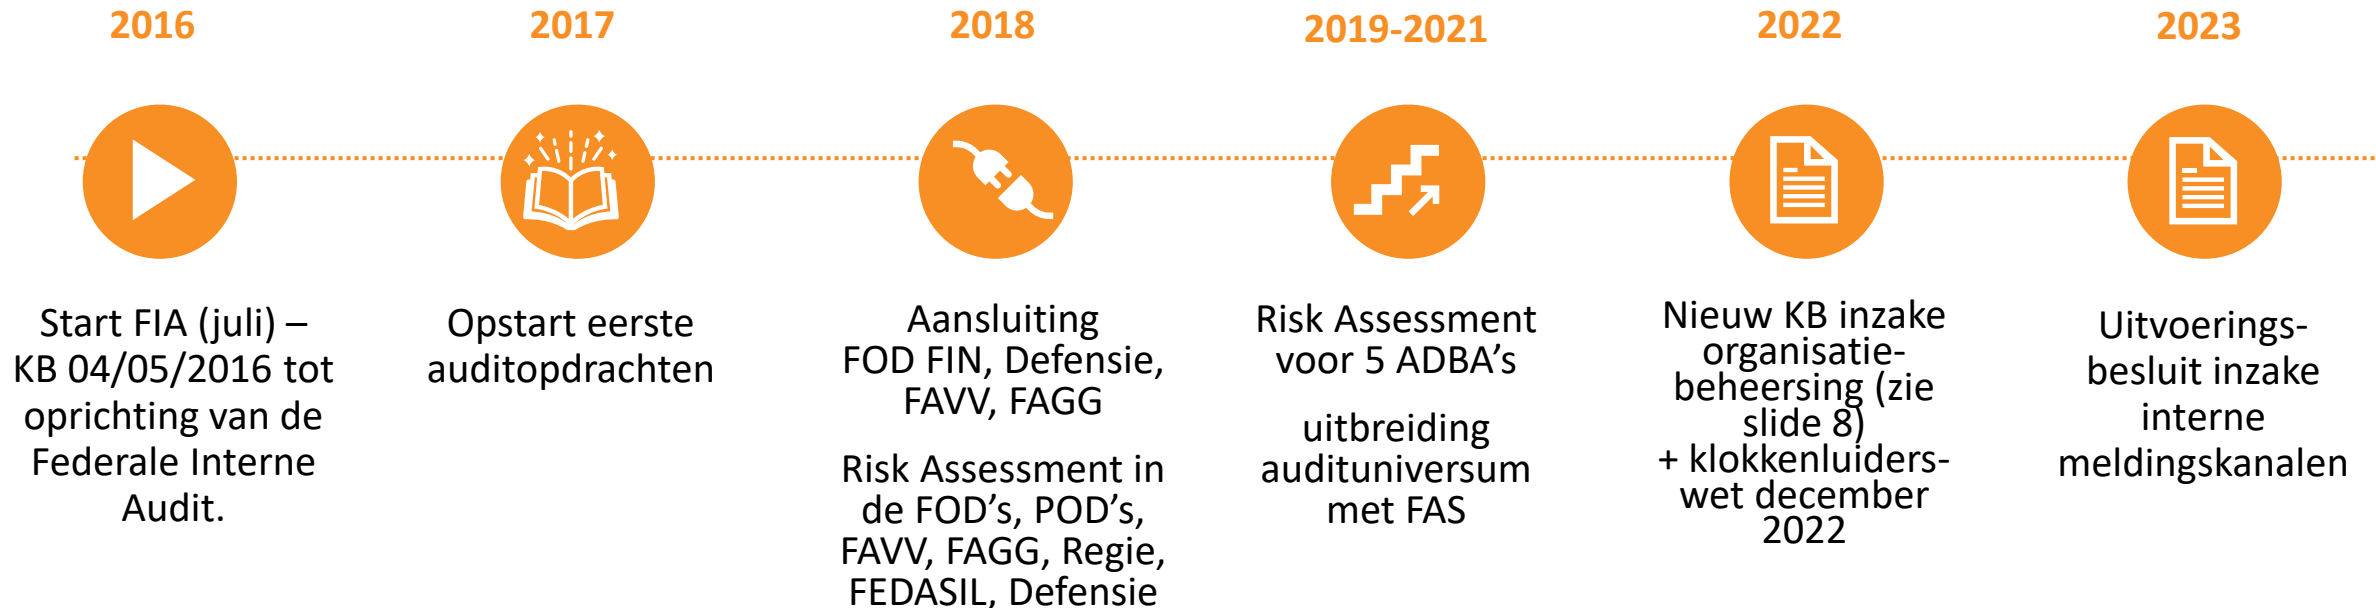 2016
Start FIA (juli) –
KB 04/05/2016 tot
oprichting van de
Federale Interne
Audit.
2017
Opstart eerste
auditopdrachten
2018
Aansluiting
FOD FIN, Defensie,
FAVV, FAGG
Risk Assessment in
de FOD’s, POD’s,
FAVV, FAGG, Regie,
FEDASIL, Defensie
2019-2021
Risk Assessment
voor 5 ADBA’s
uitbreiding
audituniversum
met FAS
2022
Nieuw KB inzake
organisatie-
beheersing (zie
slide 8)
+ klokkenluiders-
wet december
2022
2023
Uitvoerings-
besluit inzake
interne
meldingskanalen